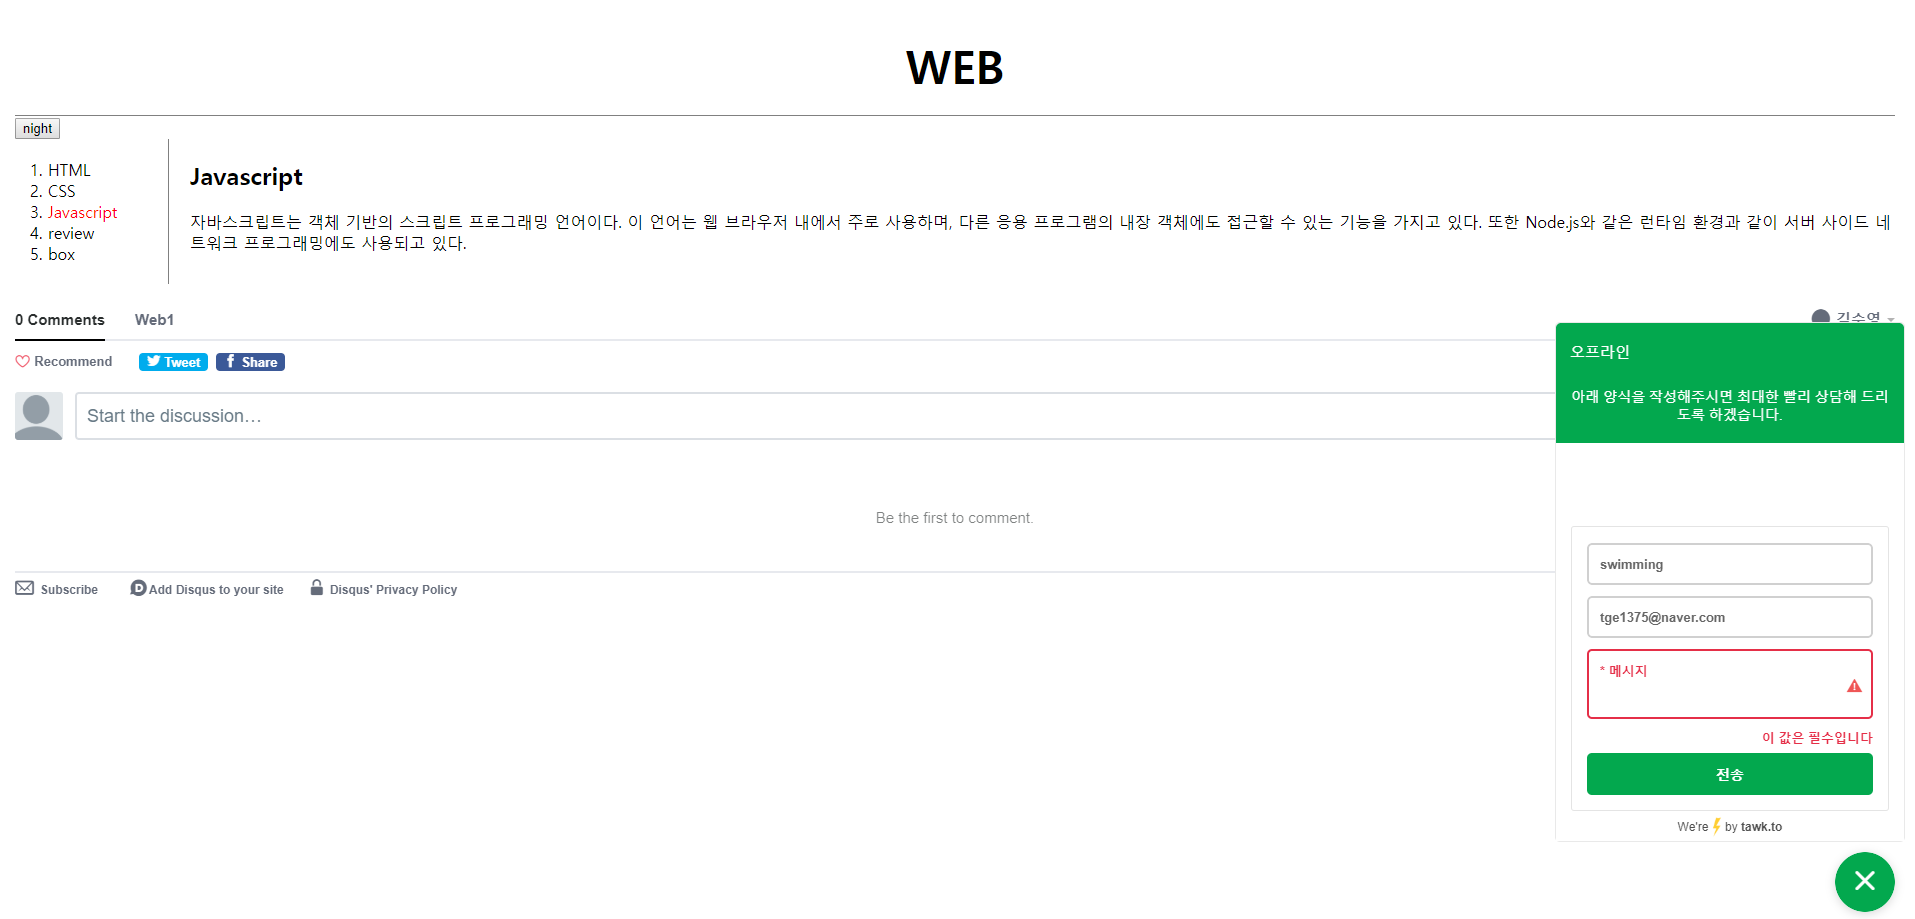 WEB
night
1. HTML
2. CSS
3. Javascript
4. review
5. box
Javascript
자바스크립트는 객체 기반의 스크립트 프로그래밍 언어이다. 이 언어는 웹 브라우저 내에서 주로 사용하며, 다른 응용 프로그램의 내장 객체에도 접근할 수 있는 기능을 가지고 있다. 또한 Node.js와 같은 런타임 환경과 같이 서버 사이드 네
트워크 프로그래밍에도 사용되고 있다.
0 Comments Web1
Recommend Tweet Share
Start the discussion…
Be the first to comment.
Subscribe Add Disqus to your site Disqus' Privacy Policy
오프라인
아래 양식을 작성해주시면 최대한 빨리 상담해 드리
도록 하겠습니다.
swimming
tge1375@naver.com
* 메시지
이 값은 필수입니다
전송
We're by tawk.to